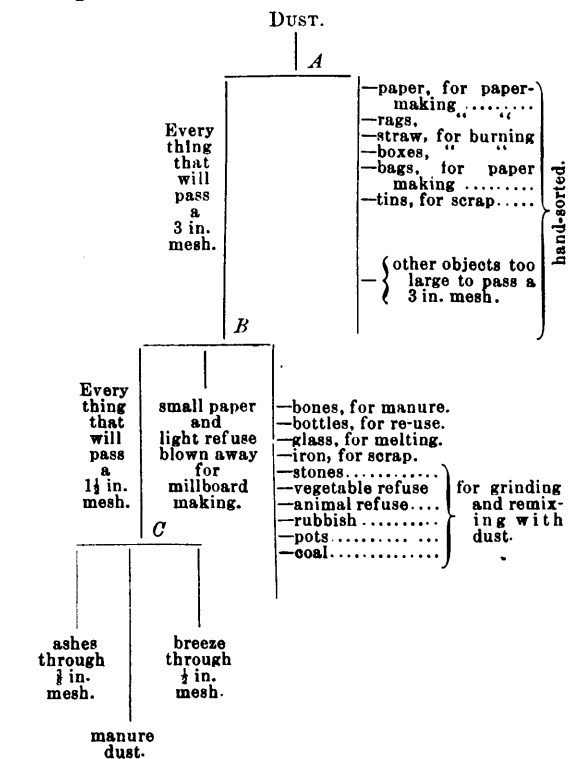 DUST.
A
Every
thing
that
will
pass
a
3 in.
mesh.
—paper, for paper-
making .........
—rags, “ “
—straw, for burning
—boxes, “ “
—bags, for paper
making .........
—tins, for scrap.....
other objects too
large to pass a
3 in. mesh.
hand-sorted.
B
Every
thing
that
will
pass
a
1½ in.
mesh.
small paper
and
light refuse
blown away
for
millboard
making.
—bones, for manure.
—bottles, for re-use.
—glass, for melting.
—iron, for scrap.
—stones............
—vegetable refuse
—animal refuse....
—rubbish ..........
—pots.......... ...
—coal..............
for grinding
and remix-
ing with
dust.
C
ashes
through
⅜ in.
mesh.
breeze
through
½ in.
mesh.
manure
dust.